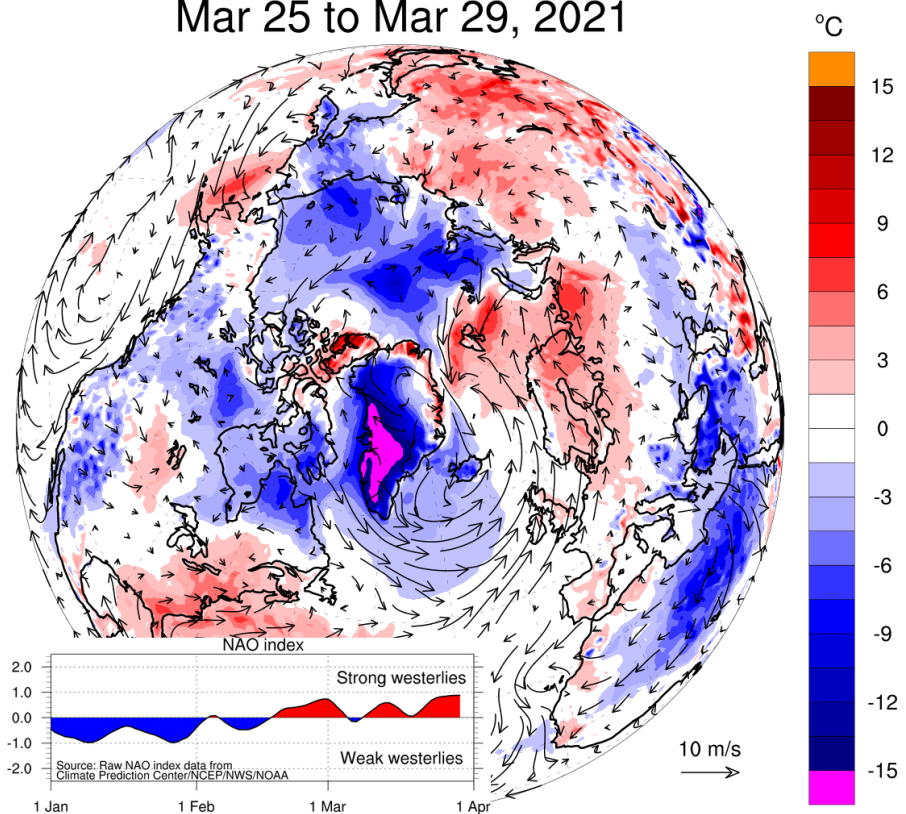 Mar 25 to Mar 29, 2021
oC
15
12
9
6
3
0
-3
-6
-9
-12
-15
10 m/s
NAO index
2.0
1.0
0.0
-1.0
-2.0
Strong westerlies
Weak westerlies
Source: Raw NAO index data from
Climate Prediction Center/NCEP/NWS/NOAA
1 Jan
1 Feb
1 Mar
1 Apr